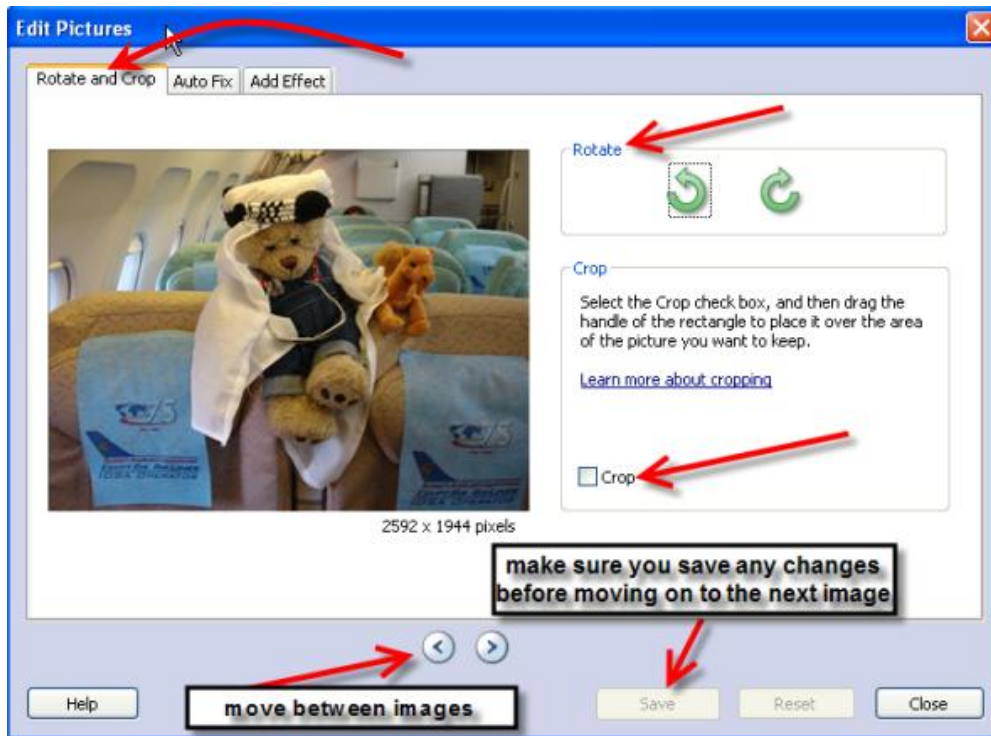 Edit Pictures
Rotate and Crop
Auto Fix
Add Effect
Rotate
Crop
Select the Crop check box, and then drag the
handle of the rectangle to place it over the area
of the picture you want to keep.
Learn more about cropping
Crop
2592 x 1944 pixels
make sure you save any changes
before moving on to the next image
move between images
Help
Save
Reset
Close